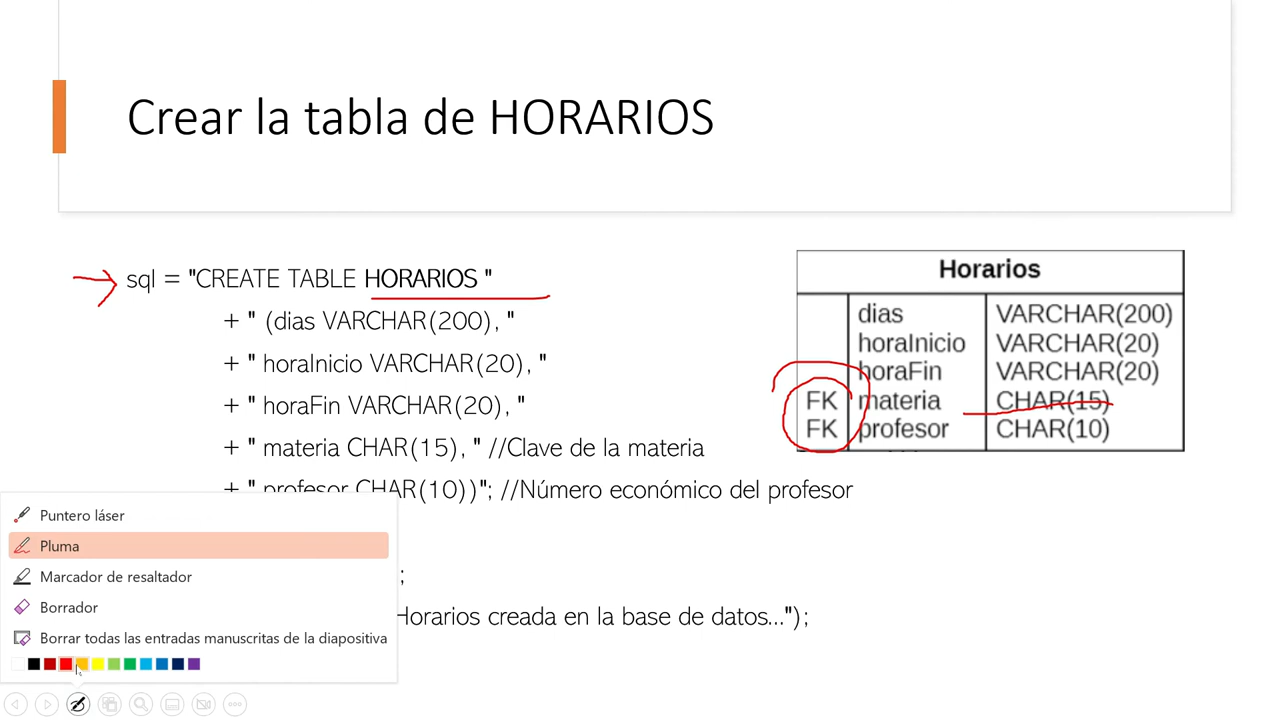 Crear la tabla de HORARIOS
sql = "CREATE TABLE HORARIOS "
+ " (dias VARCHAR(200), "
+ " horaInicio VARCHAR(20), "
+ " horaFin VARCHAR(20), "
+ " materia CHAR(15), " //Clave de la materia
+ " profesor CHAR(10))"; //Número económico del profesor
;
Horarios creada en la base de datos...");
Horarios
dias VARCHAR(200)
horaInicio VARCHAR(20)
horaFin VARCHAR(20)
FK materia CHAR(15)
FK profesor CHAR(10)
Puntero láser
Pluma
Marcador de resaltador
Borrador
Borrar todas las entradas manuscritas de la diapositiva